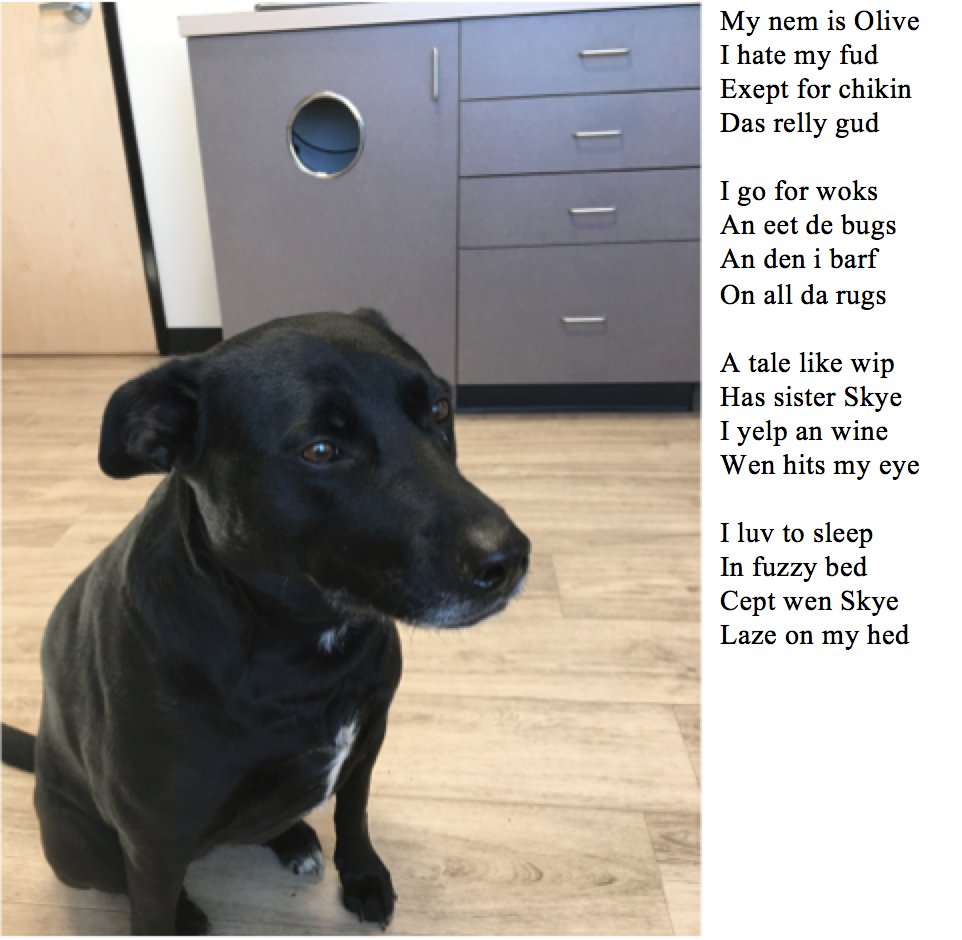 My nem is Olive
I hate my fud
Exept for chikin
Das relly gud
I go for woks
An eet de bugs
An den i barf
On all da rugs
A tale like wip
Has sister Skye
I yelp an wine
Wen hits my eye
I luv to sleep
In fuzzy bed
Cept wen Skye
Laze on my hed